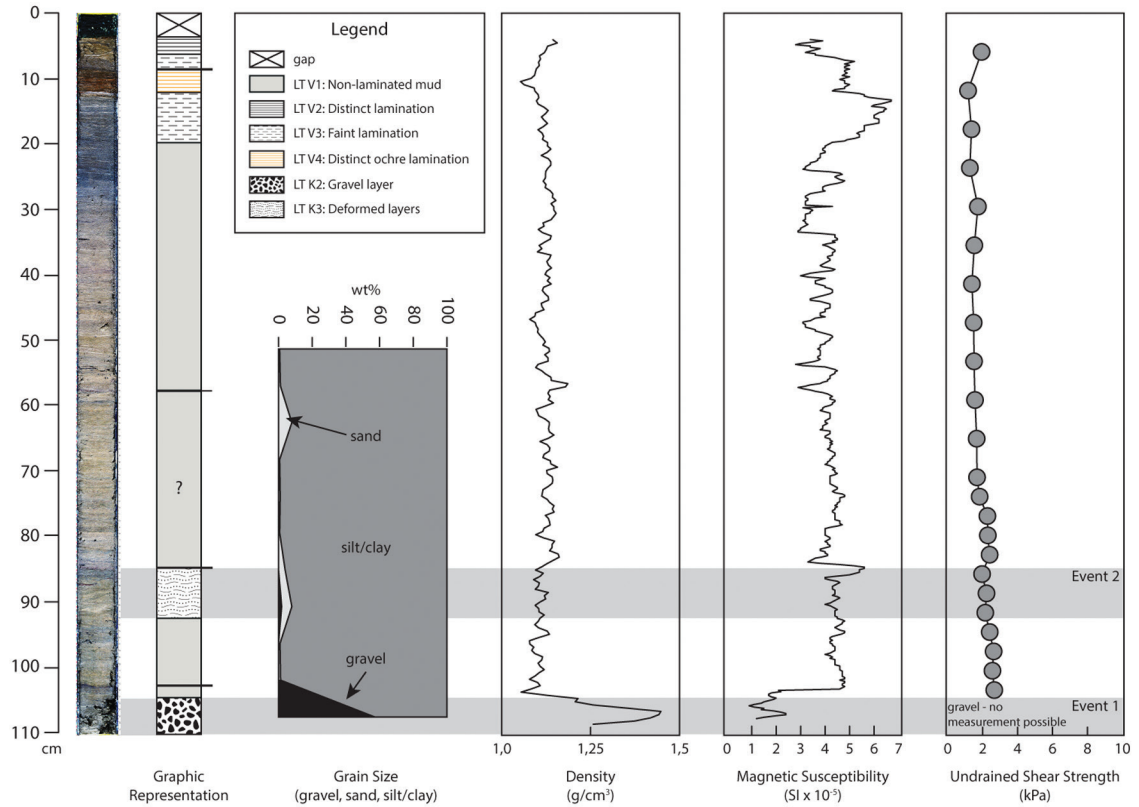 0
10
20
30
40
50
60
70
80
90
100
110
cm
?
Graphic
Representation
Legend
gap
LT V1: Non-laminated mud
LT V2: Distinct lamination
LT V3: Faint lamination
LT V4: Distinct ochre lamination
LT K2: Gravel layer
LT K3: Deformed layers
wt%
0
20
40
60
80
100
sand
silt/clay
gravel
Grain Size
(gravel, sand, silt/clay)
1,0
1,25
1,5
Density
(g/cm³)
0 1 2 3 4 5 6 7
Magnetic Susceptibility
(SI x 10⁻⁵)
Event 2
Event 1
gravel - no
measurement possible
0 2 4 6 8 10
Undrained Shear Strength
(kPa)